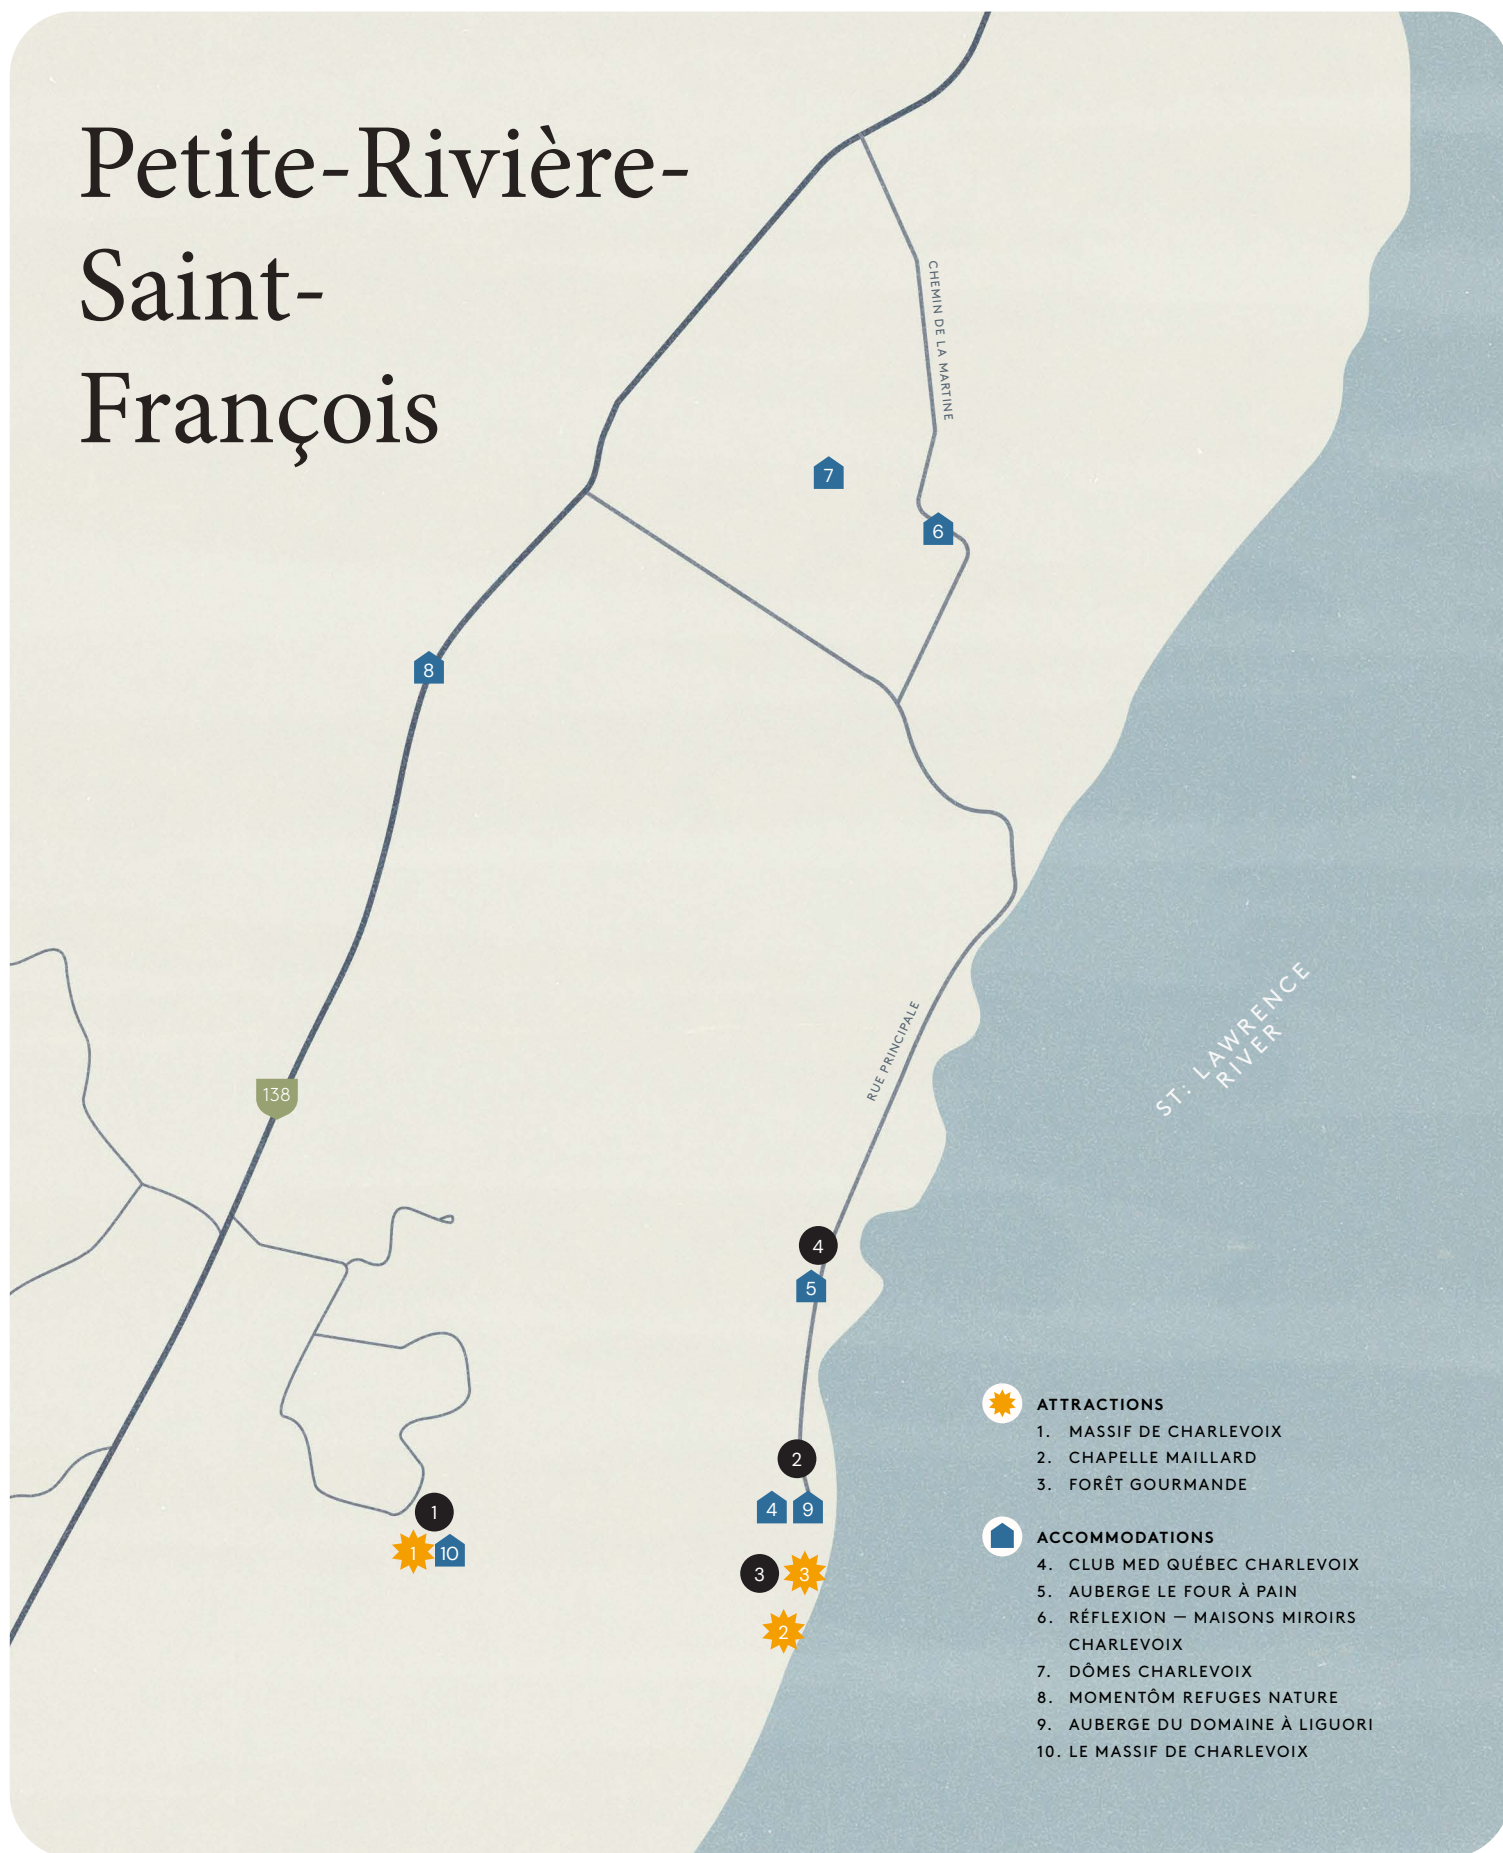 Petite-Rivière-
Saint-
François
CHEMIN DE LA MARTINE
7
6
8
138
RUE PRINCIPALE
ST: LAWRENCE
RIVER
4
5
2
4 9
1
1 10
3 3
2
ATTRACTIONS
1. MASSIF DE CHARLEVOIX
2. CHAPELLE MAILLARD
3. FORÊT GOURMANDE
ACCOMMODATIONS
4. CLUB MED QUÉBEC CHARLEVOIX
5. AUBERGE LE FOUR À PAIN
6. RÉFLEXION — MAISONS MIROIRS
CHARLEVOIX
7. DÔMES CHARLEVOIX
8. MOMENTÔM REFUGES NATURE
9. AUBERGE DU DOMAINE À LIGUORI
10. LE MASSIF DE CHARLEVOIX